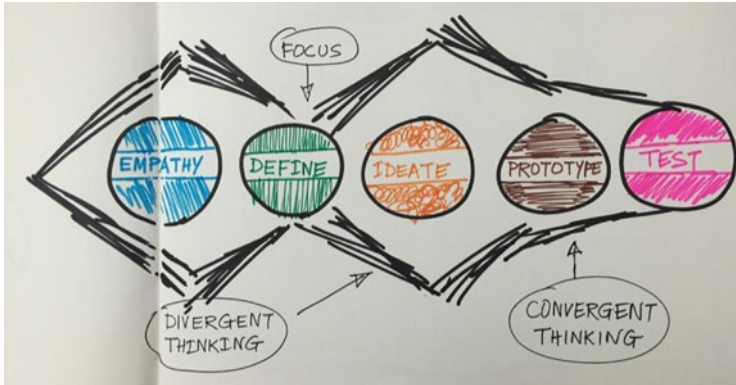 FOCUS
EMPATHY
DEFINE
IDEATE
PROTOTYPE
TEST
DIVERGENT
THINKING
CONVERGENT
THINKING